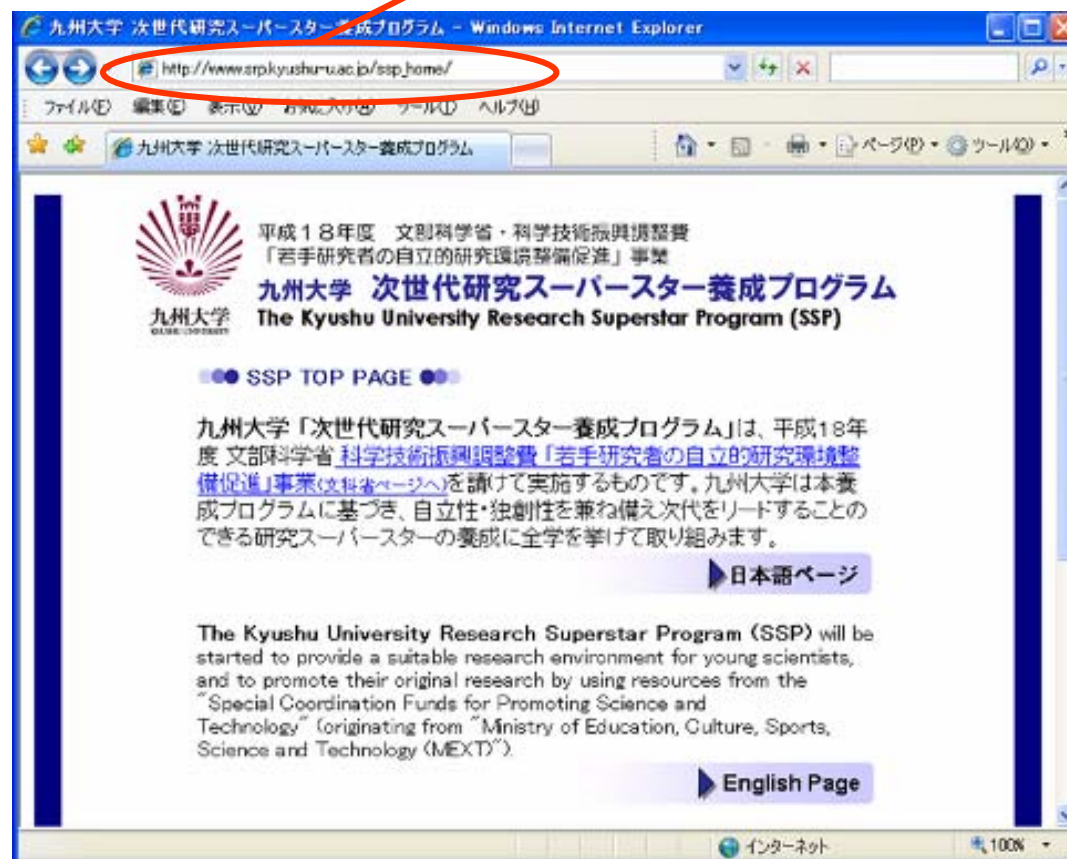 九州大学 次世代研究スーパースター養成プログラム - Windows Internet Explorer
http://www.srp.kyushu-u.ac.jp/ssp_home/
ファイル(F) 編集(E) 表示(V) お気に入り(A) ツール(T) ヘルプ(H)
九州大学 次世代研究スーパースター養成プログラム
ページ(P) ツール(O)
平成18年度 文部科学省・科学技術振興調整費
「若手研究者の自立的研究環境整備促進」事業
九州大学 次世代研究スーパースター養成プログラム
九州大学
KYUSHU UNIVERSITY
The Kyushu University Research Superstar Program (SSP)
SSP TOP PAGE
九州大学「次世代研究スーパースター養成プログラム」は、平成18年
度 文部科学省 科学技術振興調整費「若手研究者の自立的研究環境整
備促進」事業(文科省ページへ)を請けて実施するものです。九州大学は本養
成プログラムに基づき、自立性・独創性を兼ね備え次代をリードすることの
できる研究スーパースターの養成に全学を挙げて取り組みます。
日本語ページ
The Kyushu University Research Superstar Program (SSP) will be
started to provide a suitable research environment for young scientists,
and to promote their original research by using resources from the
"Special Coordination Funds for Promoting Science and
Technology" (originating from "Ministry of Education, Culture, Sports,
Science and Technology (MEXT)").
English Page
インターネット
100%